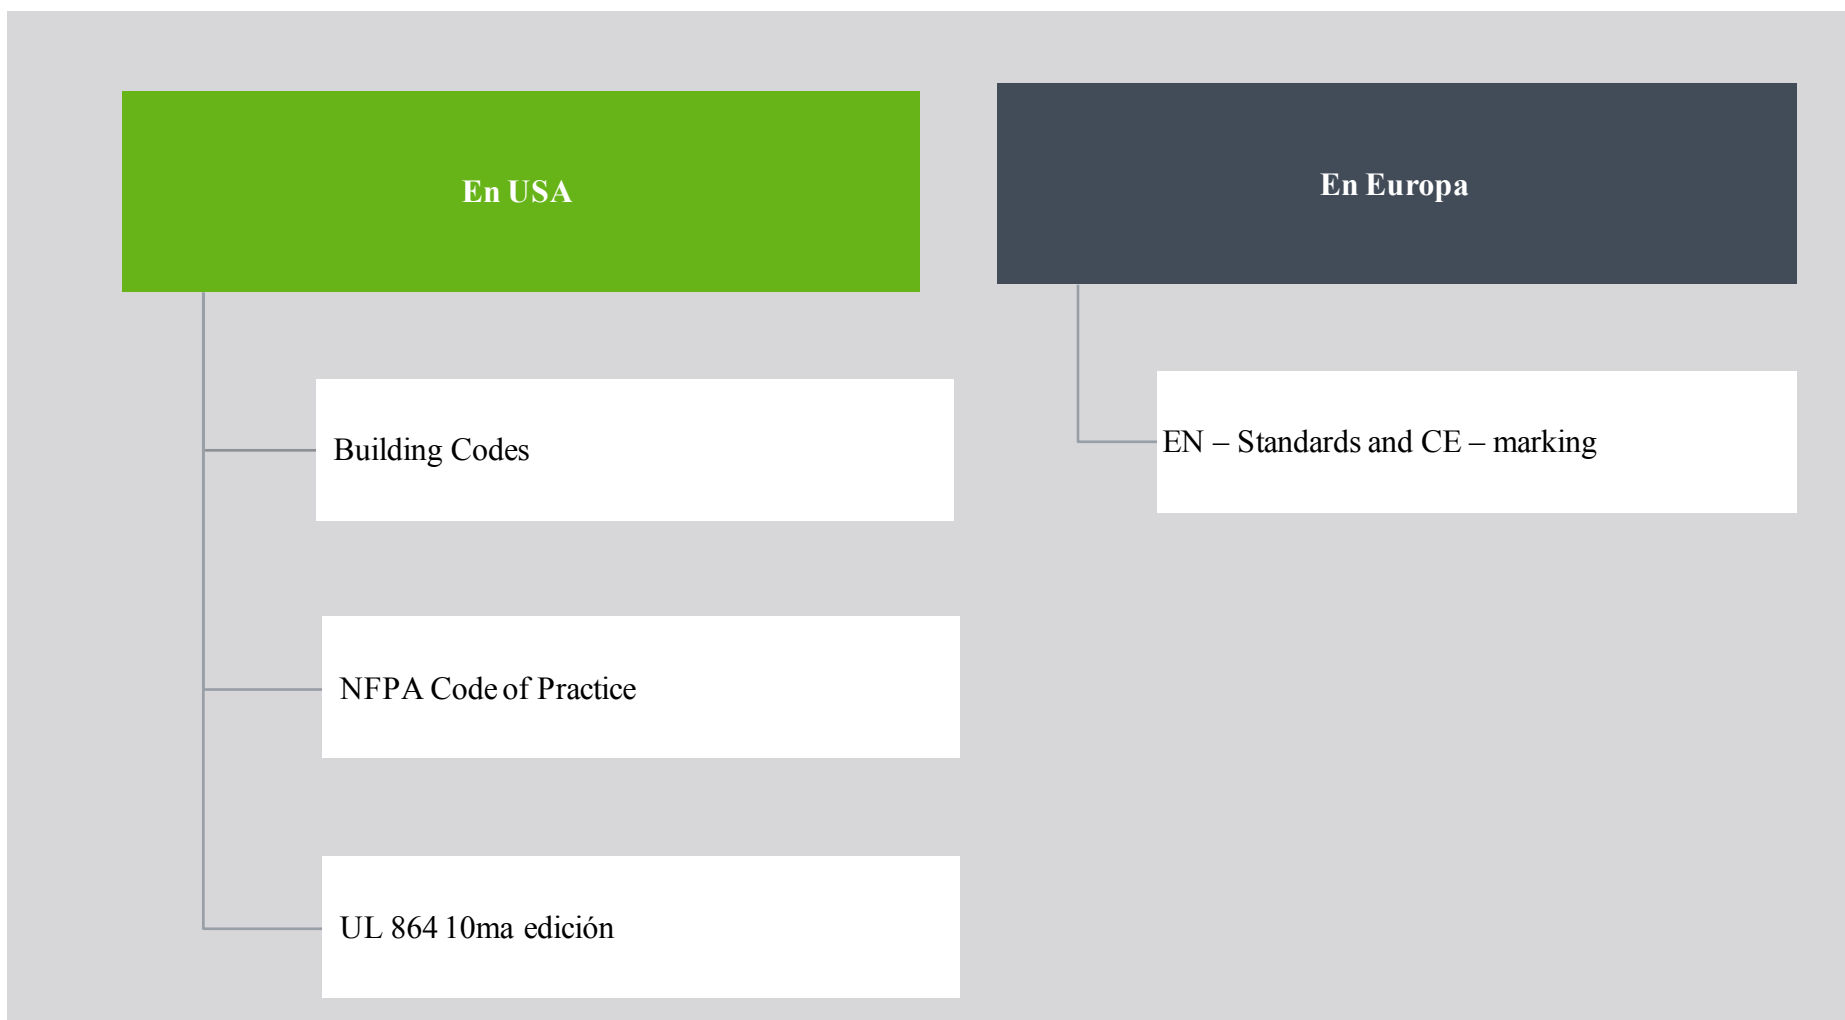 En USA
Building Codes
NFPA Code of Practice
UL 864 10ma edición
En Europa
EN – Standards and CE – marking